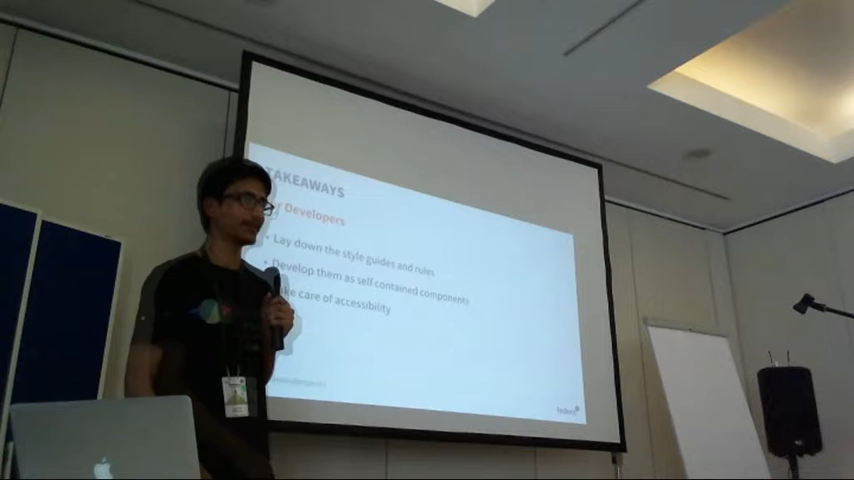 TAKEAWAYS
Developers
• Lay down the style guides and rules
• Develop them as self contained components
care of accessibility